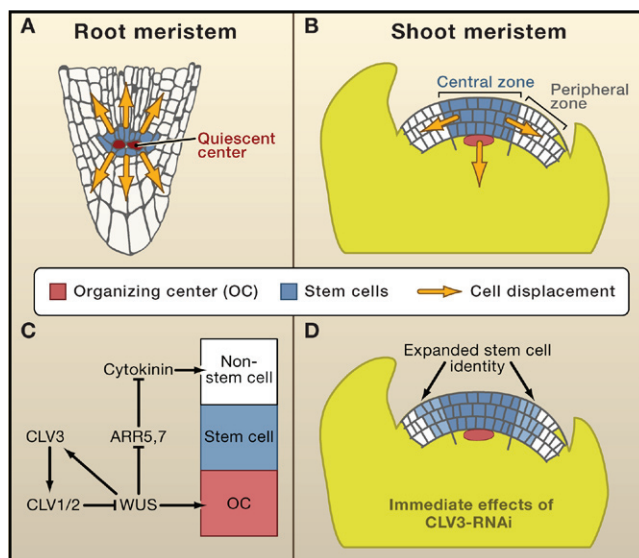 A
Root meristem
Quiescent
center
B
Shoot meristem
Central zone
Peripheral
zone
Organizing center (OC)
Stem cells
Cell displacement
C
Cytokinin
Non-
stem cell
CLV3
ARR5,7
Stem cell
CLV1/2
WUS
OC
D
Expanded stem cell
identity
Immediate effects of
CLV3-RNAi